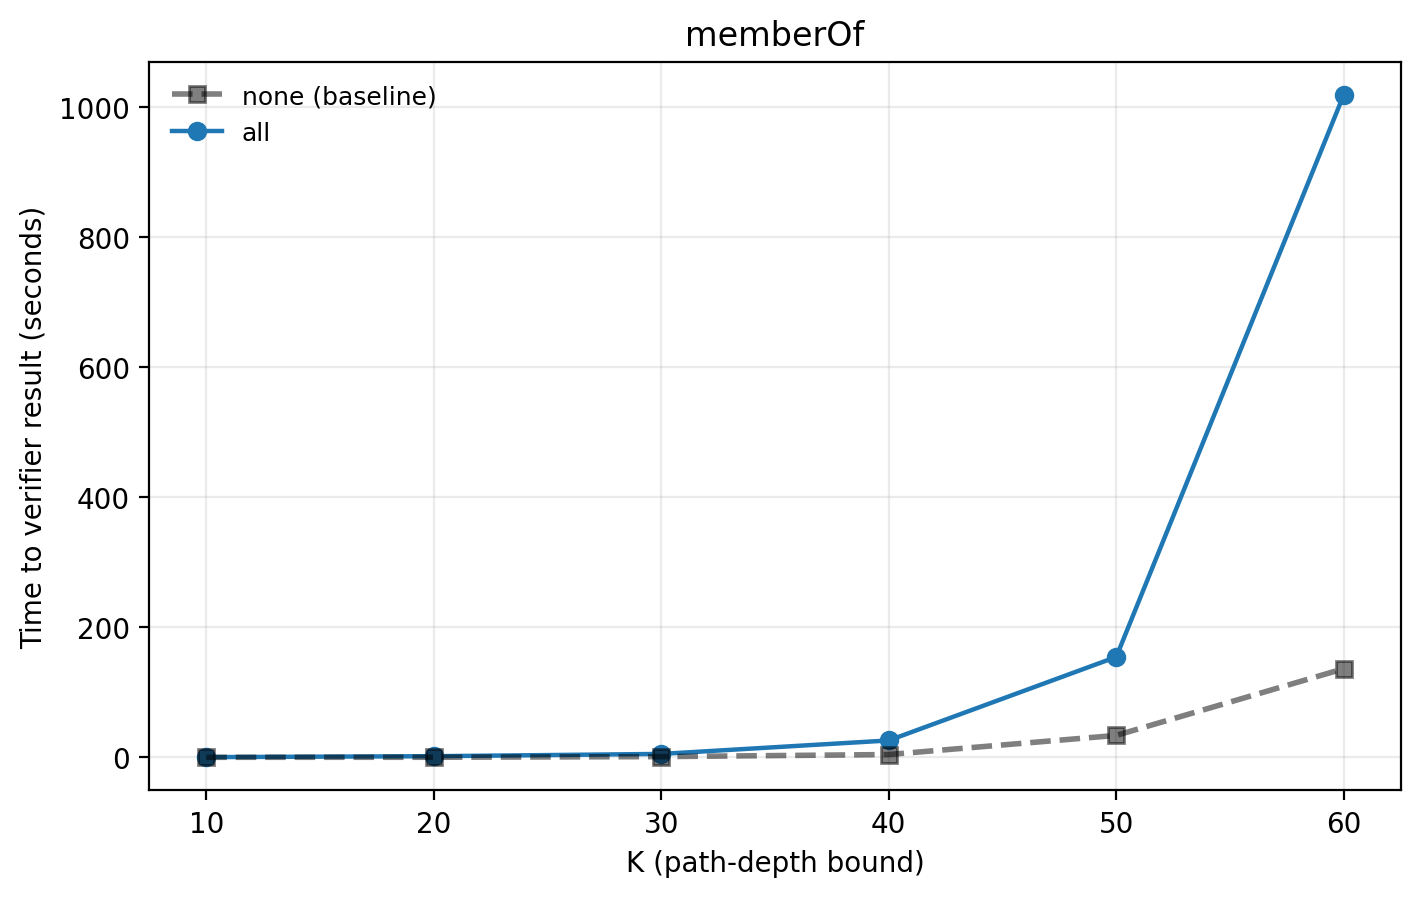 memberOf
none (baseline)
all
Time to verifier result (seconds)
1000
800
600
400
200
0
10 20 30 40 50 60
K (path-depth bound)